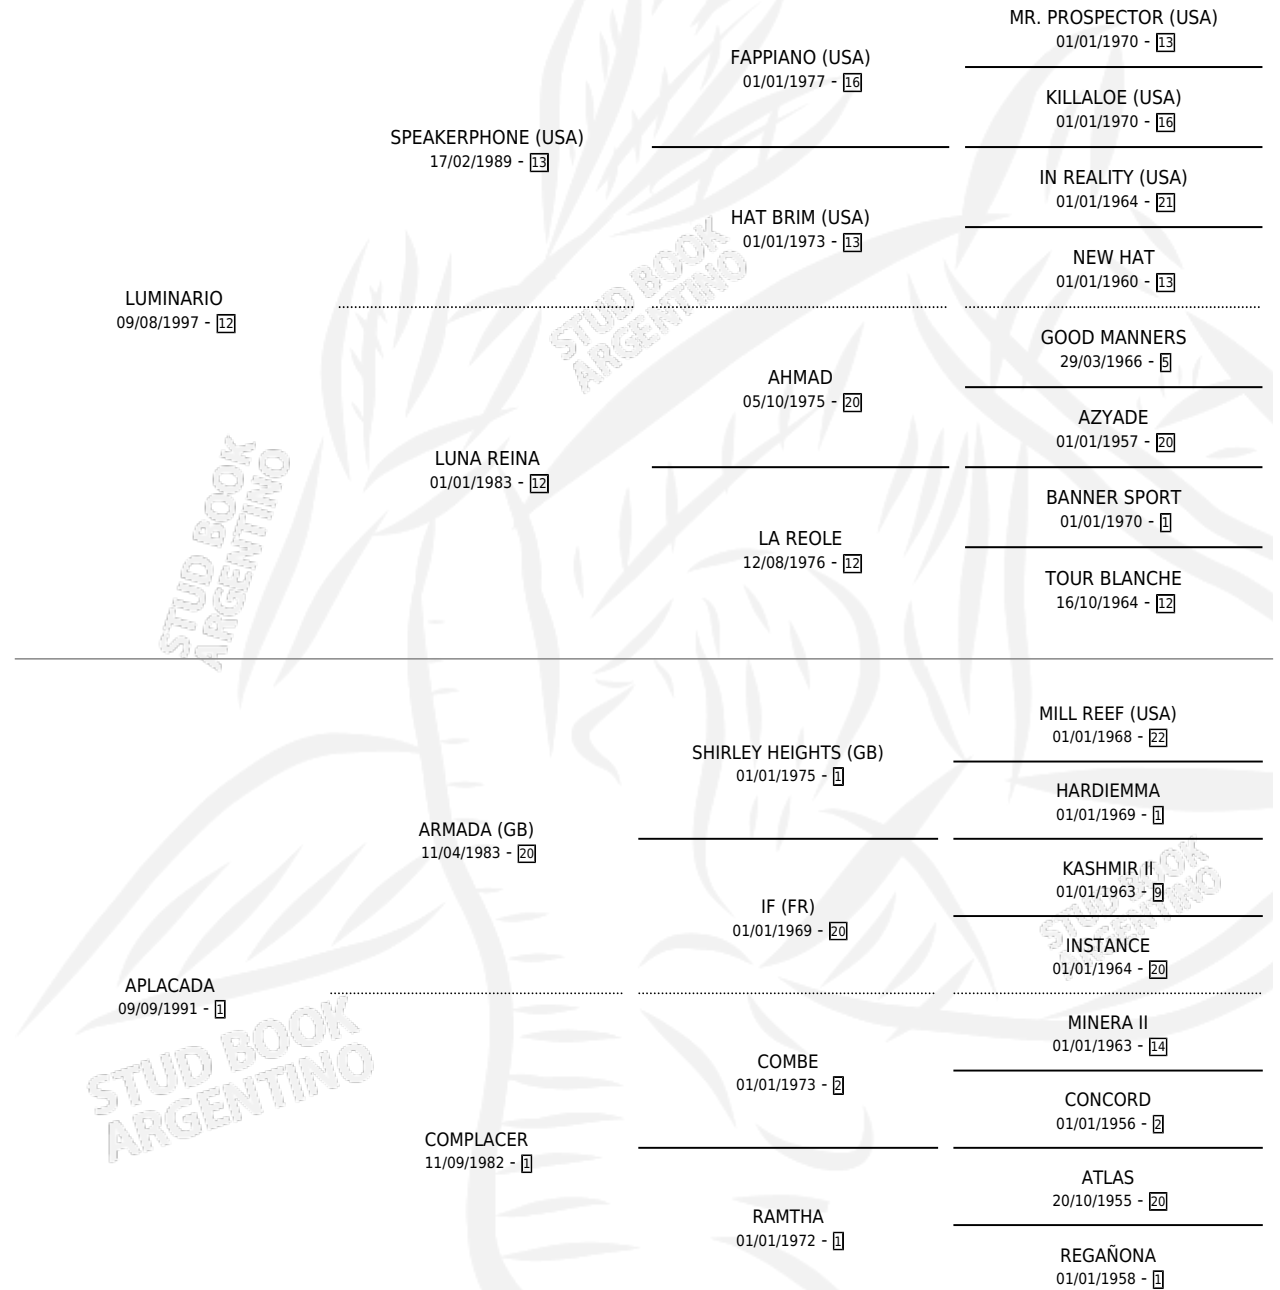 MR. PROSPECTOR (USA)
01/01/1970 - 13
FAPPIANO (USA)
01/01/1977 - 16
KILLALOE (USA)
01/01/1970 - 16
SPEAKERPHONE (USA)
17/02/1989 - 13
IN REALITY (USA)
01/01/1964 - 21
HAT BRIM (USA)
01/01/1973 - 13
NEW HAT
01/01/1960 - 13
LUMINARIO
09/08/1997 - 12
GOOD MANNERS
29/03/1966 - 5
AHMAD
05/10/1975 - 20
AZYADE
01/01/1957 - 20
LUNA REINA
01/01/1983 - 12
BANNER SPORT
01/01/1970 - 1
LA REOLE
12/08/1976 - 12
TOUR BLANCHE
16/10/1964 - 12
MILL REEF (USA)
01/01/1968 - 22
SHIRLEY HEIGHTS (GB)
01/01/1975 - 1
HARDIEMMA
01/01/1969 - 1
ARMADA (GB)
11/04/1983 - 20
KASHMIR II
01/01/1963 - 9
IF (FR)
01/01/1969 - 20
INSTANCE
01/01/1964 - 20
APLACADA
09/09/1991 - 1
MINERA II
01/01/1963 - 14
COMBE
01/01/1973 - 2
CONCORD
01/01/1956 - 2
COMPLACER
11/09/1982 - 1
ATLAS
20/10/1955 - 20
RAMTHA
01/01/1972 - 1
REGAÑONA
01/01/1958 - 1
STUD BOOK
ARGENTINO
STUD BOOK
ARGENTINO
STUD BOOK
ARGENTINO
STUD BOOK
ARGENTINO